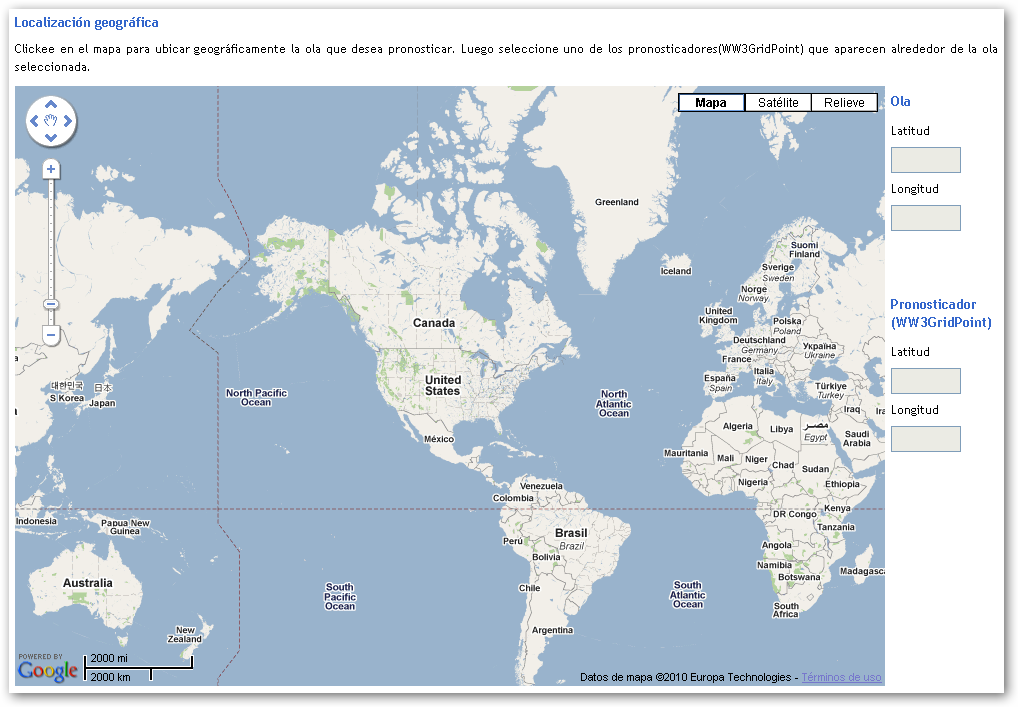 Localización geográfica
Clickee en el mapa para ubicar geográficamente la ola que desea pronosticar. Luego seleccione uno de los pronosticadores(WW3GridPoint) que aparecen alrededor de la ola
seleccionada.
Mapa
Satélite
Relieve
Ola
Latitud
Longitud
Pronosticador
(WW3GridPoint)
Latitud
Longitud
Greenland
Iceland
Suomi
Finland
Sverige
Sweden
Norge
Norway
United
Kingdom
Polska
Poland
Deutschland
Germany
Україна
Ukraine
France
Italia
Italy
España
Spain
Türkiye
Turkey
Canada
United
States
México
North Pacific
Ocean
North
Atlantic
Ocean
대한민국
S Korea
日本
Japan
Algeria
Libya
مصر
Egypt
Iraq
Ira
Saudi
Arabia
Mauritania
Mali
Niger
Chad
Sudan
Nigeria
Ethiopia
Venezuela
Colombia
Kenya
DR Congo
Tanzania
Indonesia
Papua New
Guinea
Perú
Brasil
Brazil
Bolivia
Angola
Namibia
Botswana
Madagasca
Australia
South
Pacific
Ocean
Chile
South
Atlantic
Ocean
South
Africa
New
Zealand
Argentina
POWERED BY
Google
2000 mi
2000 km
Datos de mapa ©2010 Europa Technologies - Términos de uso